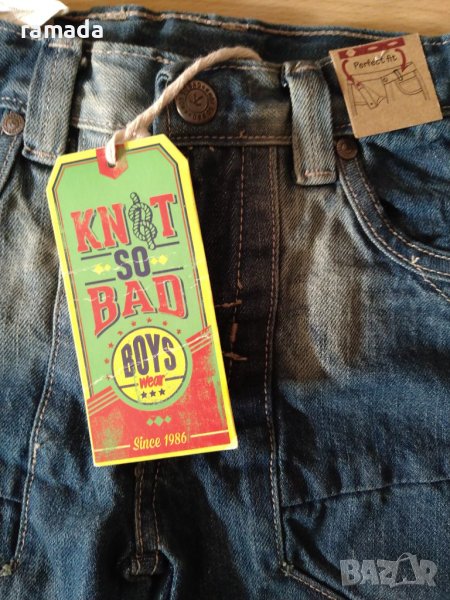 ramada
Perfect fit
KNOT
SO
BAD
BOYS
wear
Since 1986
BAZAR